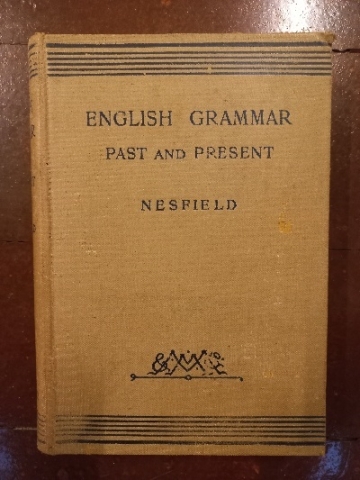 ENGLISH GRAMMAR
PAST AND PRESENT
NESFIELD